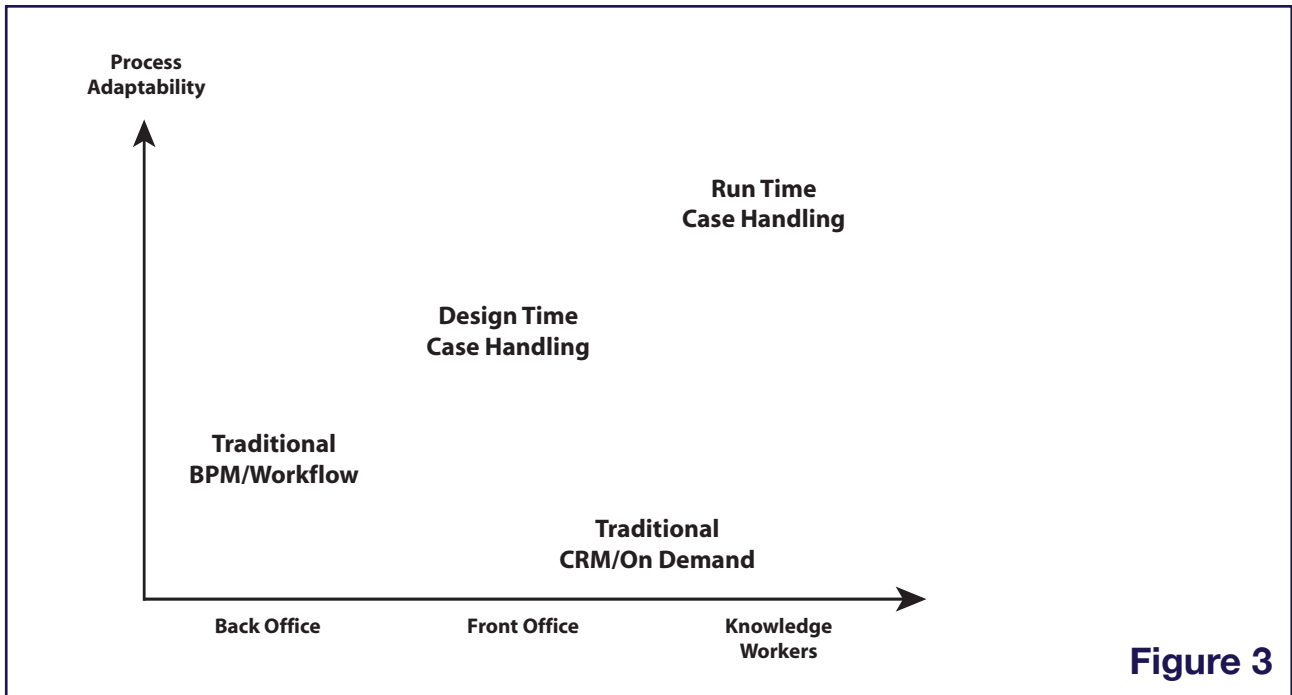 Process
Adaptability
Run Time
Case Handling
Design Time
Case Handling
Traditional
BPM/Workflow
Traditional
CRM/On Demand
Back Office
Front Office
Knowledge
Workers
Figure 3